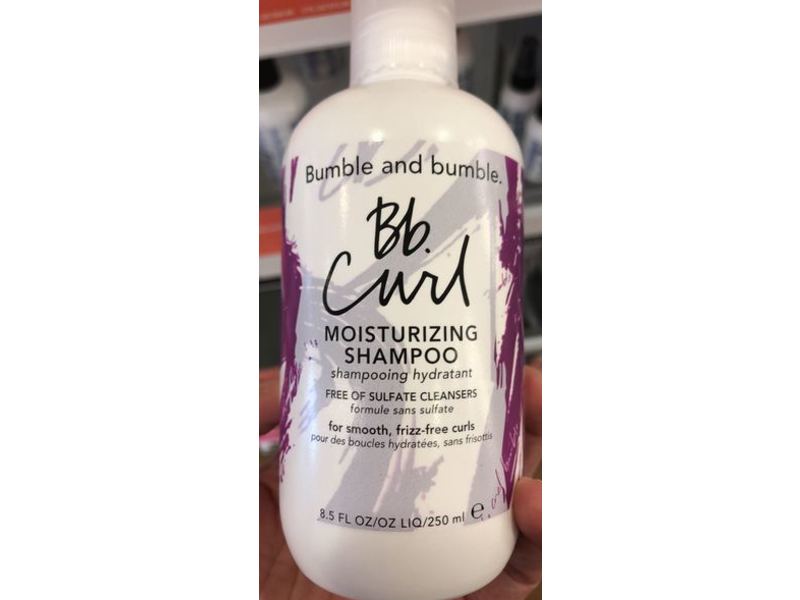 Bumble and bumble.
Bb.
Curl
MOISTURIZING
SHAMPOO
shampooing hydratant
FREE OF SULFATE CLEANSERS
formule sans sulfate
for smooth, frizz-free curls
pour des boucles hydratées, sans frisottis
8.5 FL OZ/OZ LIQ/250 ml ℮